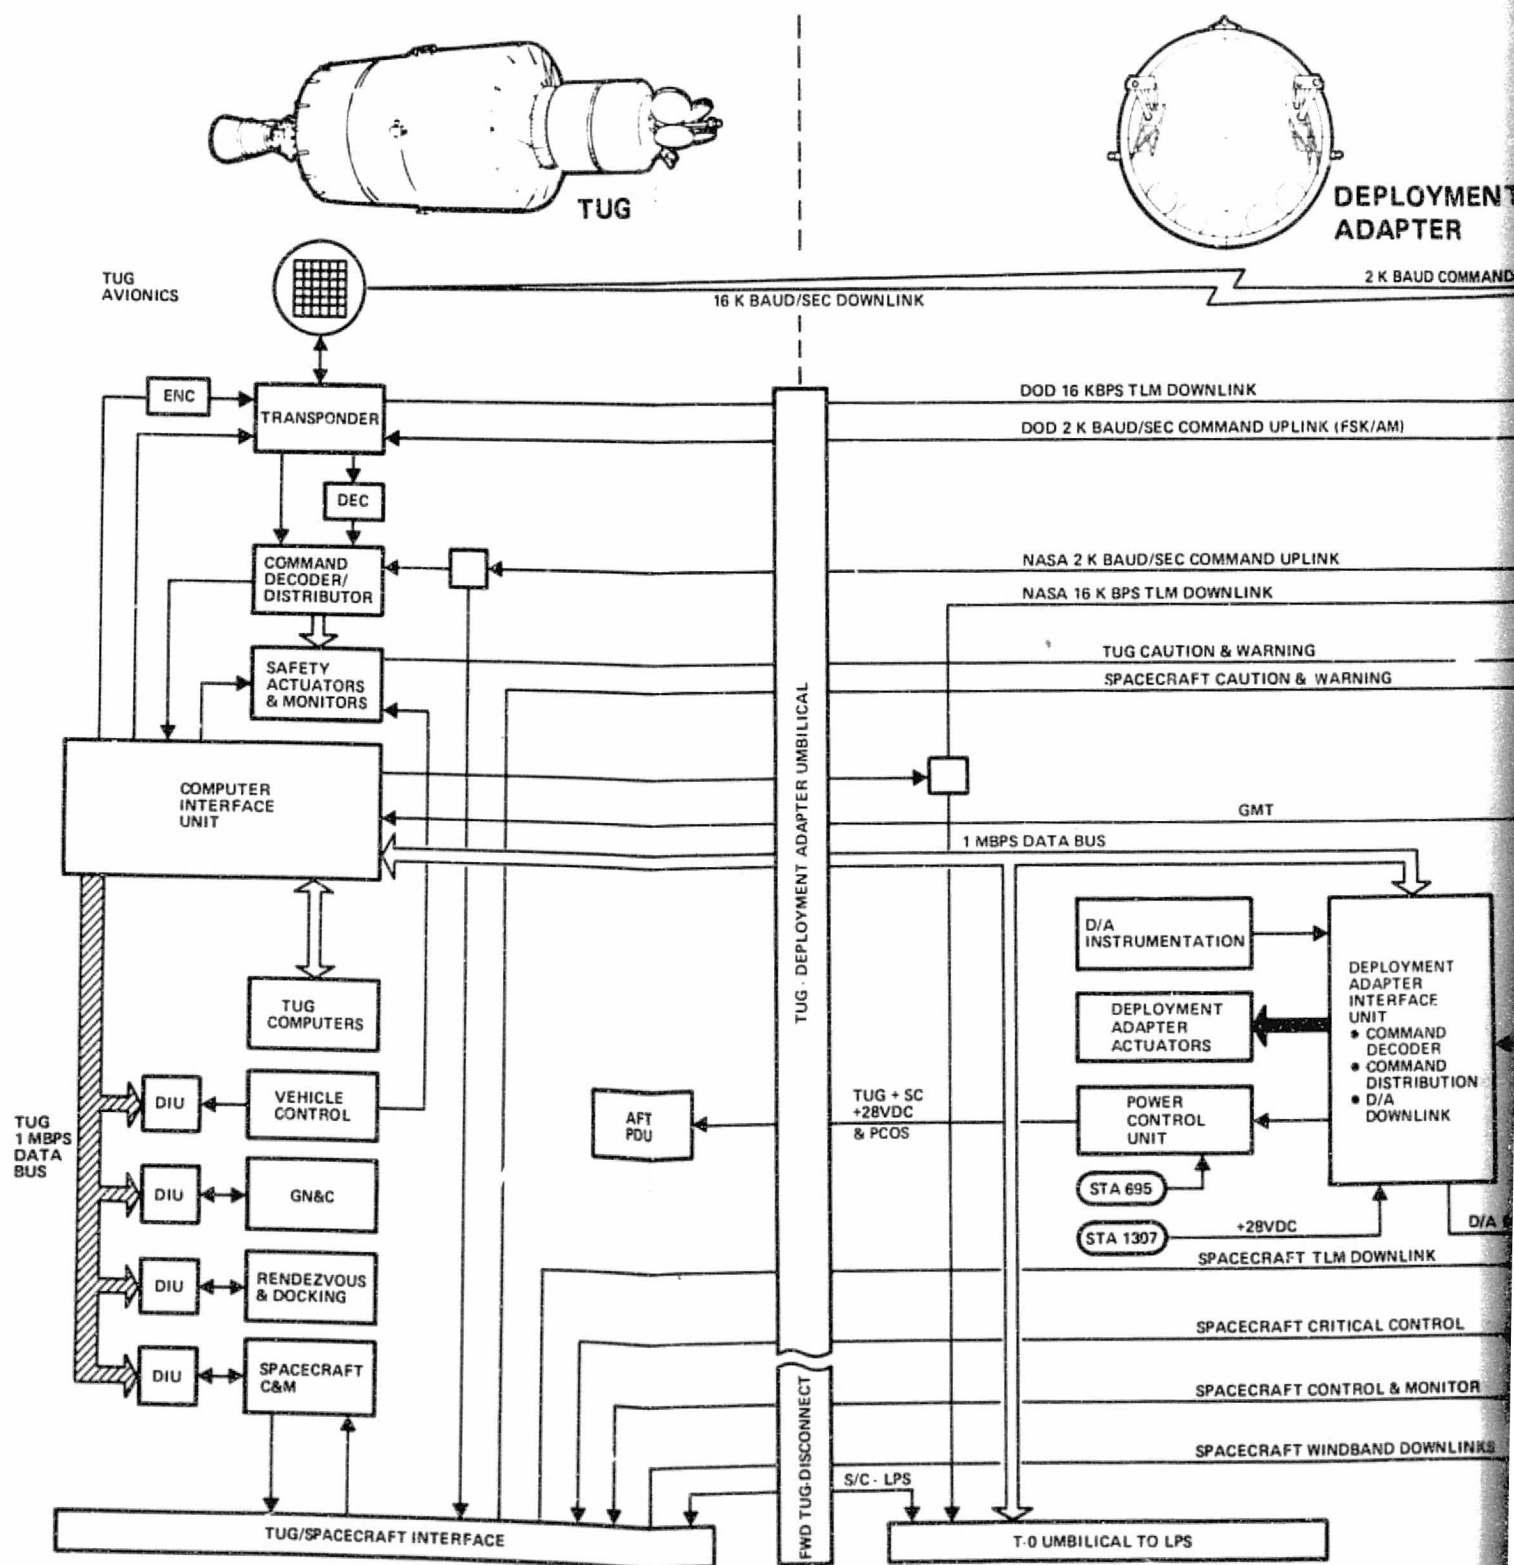 TUG
DEPLOYMENT
ADAPTER
TUG
AVIONICS
2 K BAUD COMMAND
16 K BAUD/SEC DOWNLINK
ENC
TRANSPONDER
DOD 16 KBPS TLM DOWNLINK
DOD 2 K BAUD/SEC COMMAND UPLINK (FSK/AM)
DEC
COMMAND
DECODER/
DISTRIBUTOR
NASA 2 K BAUD/SEC COMMAND UPLINK
NASA 16 K BPS TLM DOWNLINK
SAFETY
ACTUATORS
& MONITORS
TUG CAUTION & WARNING
SPACECRAFT CAUTION & WARNING
TUG - DEPLOYMENT ADAPTER UMBILICAL
COMPUTER
INTERFACE
UNIT
GMT
1 MBPS DATA BUS
D/A
INSTRUMENTATION
DEPLOYMENT
ADAPTER
INTERFACE
UNIT
• COMMAND
DECODER
• COMMAND
DISTRIBUTION
• D/A
DOWNLINK
TUG
COMPUTERS
DEPLOYMENT
ADAPTER
ACTUATORS
TUG
1 MBPS
DATA
BUS
DIU
VEHICLE
CONTROL
AFT
PDU
TUG + SC
+28VDC
& PCOS
POWER
CONTROL
UNIT
DIU
GN&C
STA 695
STA 1307
+28VDC
D/A
SPACECRAFT TLM DOWNLINK
DIU
RENDEZVOUS
& DOCKING
SPACECRAFT CRITICAL CONTROL
DIU
SPACECRAFT
C&M
SPACECRAFT CONTROL & MONITOR
FWD TUG-DISCONNECT
SPACECRAFT WINDBAND DOWNLINKS
S/C - LPS
TUG/SPACECRAFT INTERFACE
T-0 UMBILICAL TO LPS